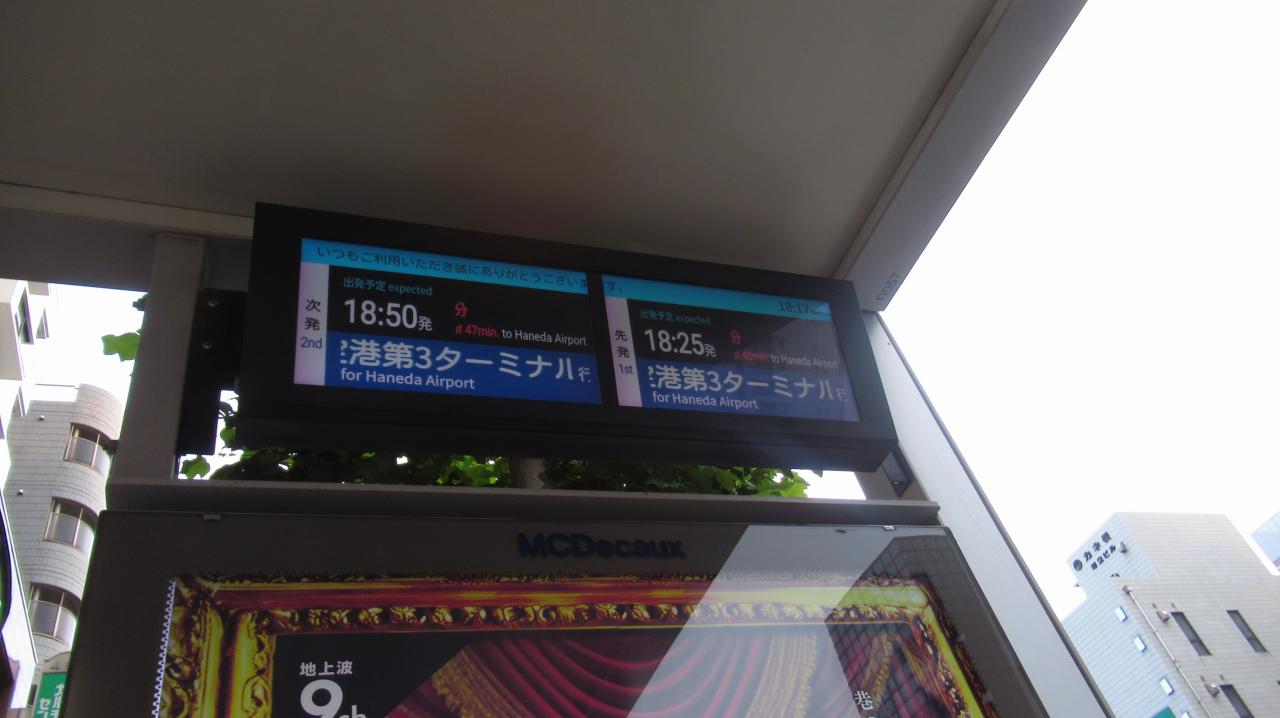 いつもご利用いただき誠にありがとうございます。
18:17
次発
2nd
出発予定 expected
18:50発
分
ıt 47min. to Haneda Airport
港第3ターミナル行
for Haneda Airport
先発
1st
出発予定 expected
18:25発
分
ıt 45min. to Haneda Airport
港第3ターミナル行
for Haneda Airport
MCDecaux
地上波
9ch